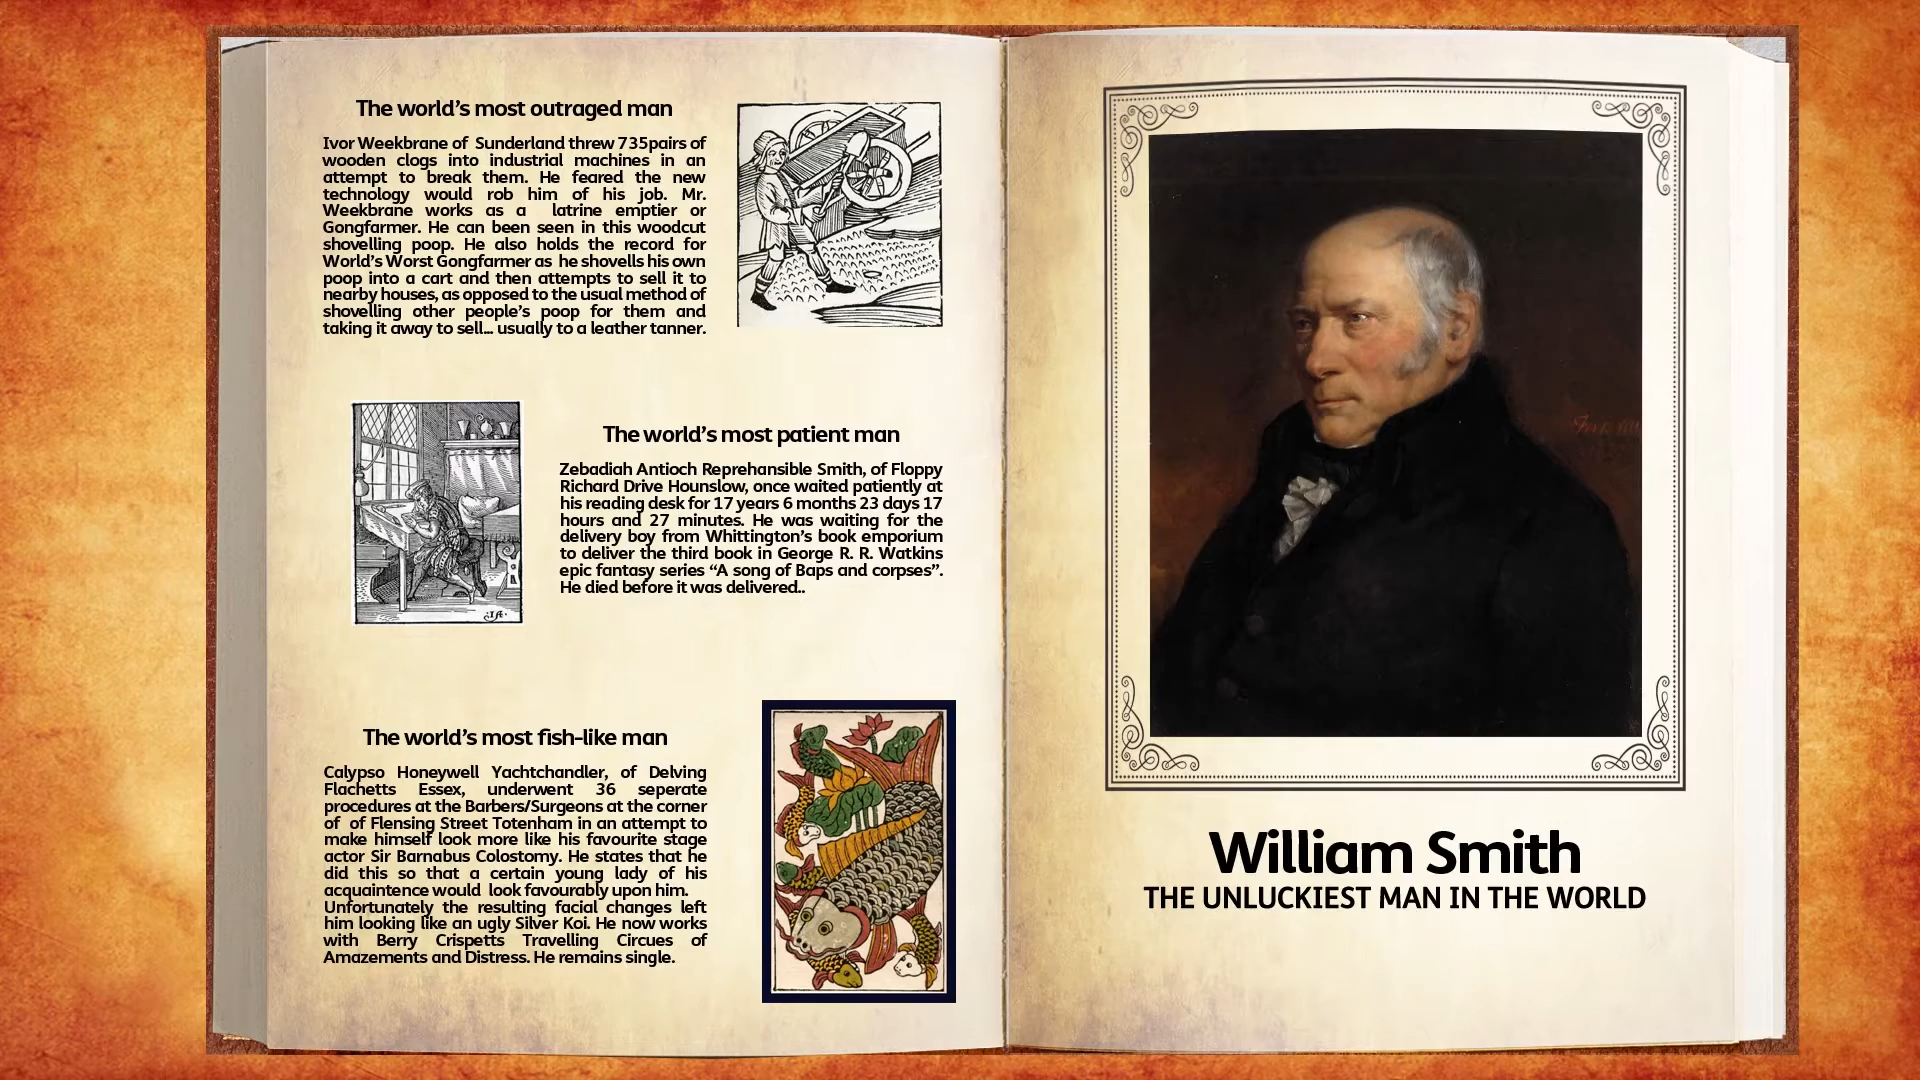 The world's most outraged man
Ivor Weekbrane of Sunderland threw 735pairs of
wooden clogs into industrial machines in an
attempt to break them. He feared the new
technology would rob him of his job. Mr.
Weekbrane works as a latrine emptier or
Gongfarmer. He can been seen in this woodcut
shovelling poop. He also holds the record for
World's Worst Gongfarmer as he shovells his own
poop into a cart and then attempts to sell it to
nearby houses, as opposed to the usual method of
shovelling other people's poop for them and
taking it away to sell... usually to a leather tanner.
The world's most patient man
Zebadiah Antioch Reprehansible Smith, of Floppy
Richard Drive Hounslow, once waited patiently at
his reading desk for 17 years 6 months 23 days 17
hours and 27 minutes. He was waiting for the
delivery boy from Whittington's book emporium
to deliver the third book in George R. R. Watkins
epic fantasy series “A song of Baps and corpses”.
He died before it was delivered..
The world's most fish-like man
Calypso Honeywell Yachtchandler, of Delving
Flachetts Essex, underwent 36 seperate
procedures at the Barbers/Surgeons at the corner
of of Flensing Street Totenham in an attempt to
make himself look more like his favourite stage
actor Sir Barnabus Colostomy. He states that he
did this so that a certain young lady of his
acquaintence would look favourably upon him.
Unfortunately the resulting facial changes left
him looking like an ugly Silver Koi. He now works
with Berry Crispetts Travelling Circues of
Amazements and Distress. He remains single.
William Smith
THE UNLUCKIEST MAN IN THE WORLD